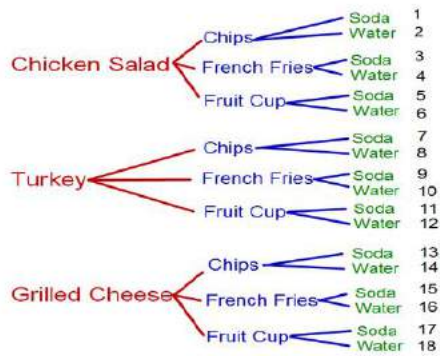 Soda 1
Chips Water 2
Chicken Salad French Fries Soda 3
Water 4
Fruit Cup Soda 5
Water 6
Chips Soda 7
Water 8
Turkey French Fries Soda 9
Water 10
Fruit Cup Soda 11
Water 12
Chips Soda 13
Water 14
Grilled Cheese French Fries Soda 15
Water 16
Fruit Cup Soda 17
Water 18